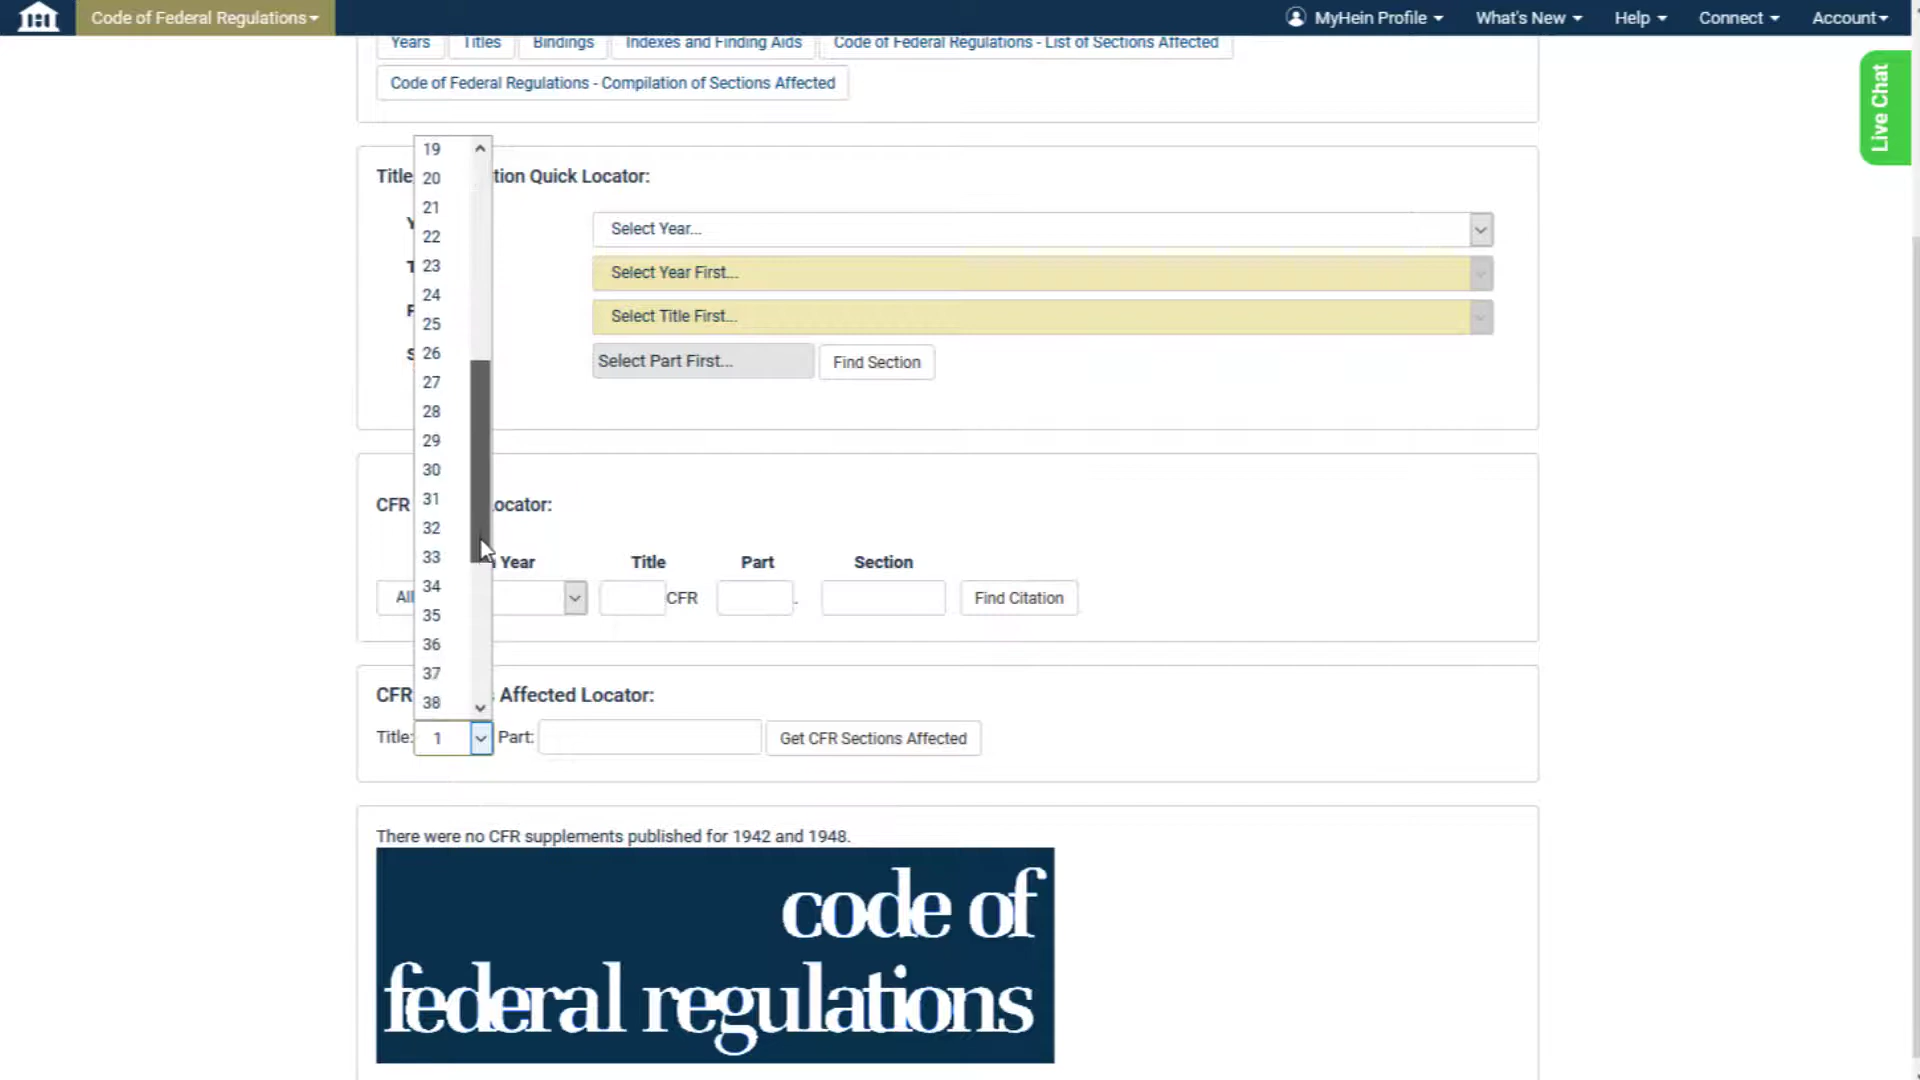 Code of Federal Regulations
MyHein Profile
What's New
Help
Connect
Account
Years
Titles
Bindings
Indexes and Finding Aids
Code of Federal Regulations - List of Sections Affected
Code of Federal Regulations - Compilation of Sections Affected
Live Chat
19
20
21
22
23
24
25
26
27
28
29
30
31
32
33
34
35
36
37
38
Title
tion Quick Locator:
Select Year...
Select Year First...
Select Title First...
Select Part First...
Find Section
CFR
ocator:
Year
Title
Part
Section
All
CFR
.
Find Citation
CFR
Affected Locator:
Title:
1
Part:
Get CFR Sections Affected
There were no CFR supplements published for 1942 and 1948.
code of
federal regulations